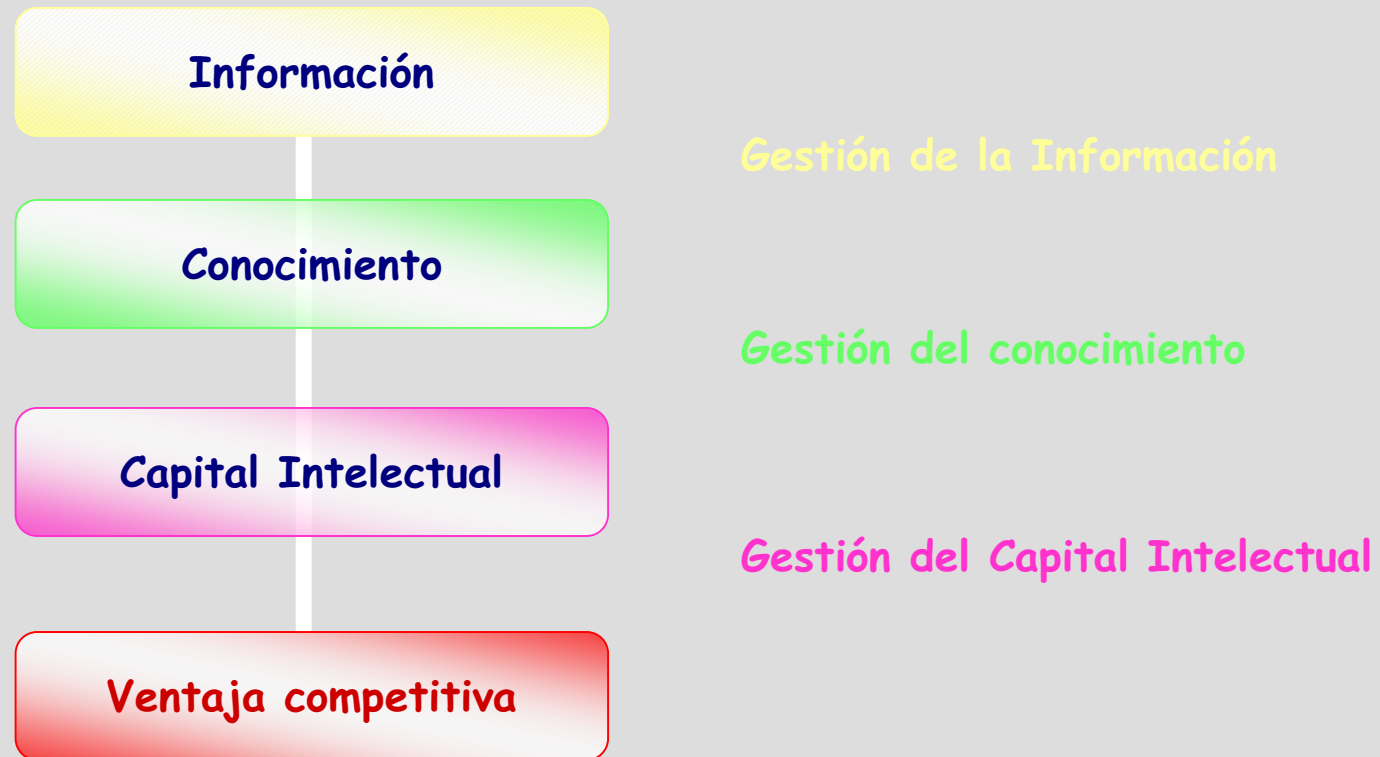 Información
Gestión de la Información
Conocimiento
Gestión del conocimiento
Capital Intelectual
Gestión del Capital Intelectual
Ventaja competitiva